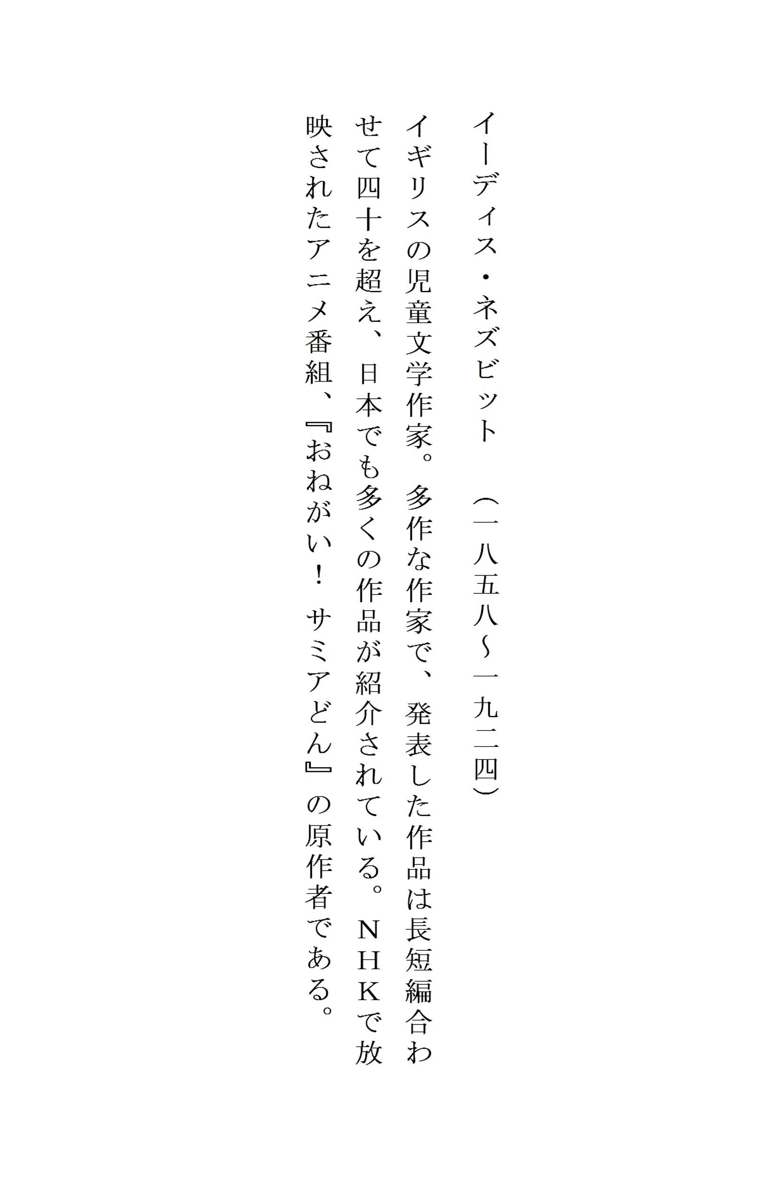 イーディス・ネズビット　（一八五八～一九二四）
イギリスの児童文学作家。多作な作家で、発表した作品は長短編合わ
せて四十を超え、日本でも多くの作品が紹介されている。ＮＨＫで放
映されたアニメ番組、『おねがい！　サミアどん』の原作者である。